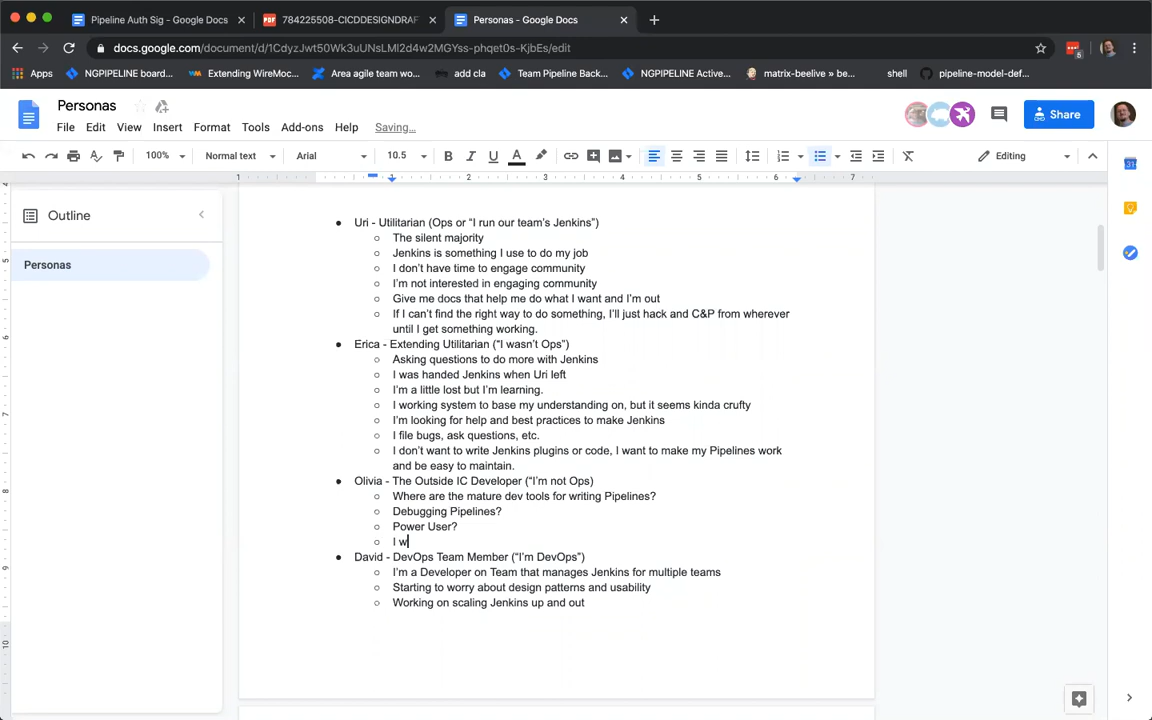 Pipeline Auth Sig - Google Docs
784225508-CICDDESIGNDRAF
Personas - Google Docs
docs.google.com/document/d/1CdyzJwt50Wk3uUNsLMl2d4w2MGYss-phqet0s-KjbEs/edit
6
Apps
NGPIPELINE board...
Extending WireMoc...
Area agile team wo...
add cla
Team Pipeline Back...
NGPIPELINE Active...
matrix-beelive » be...
shell
pipeline-model-def...
Personas
File Edit View Insert Format Tools Add-ons Help Saving...
Share
100% Normal text Arial 10.5 B I U A Editing
1 1 2 3 4 5 6 7
Outline
Personas
Uri - Utilitarian (Ops or “I run our team’s Jenkins”)
The silent majority
Jenkins is something I use to do my job
I don’t have time to engage community
I’m not interested in engaging community
Give me docs that help me do what I want and I’m out
If I can’t find the right way to do something, I’ll just hack and C&P from wherever
until I get something working.
Erica - Extending Utilitarian (“I wasn’t Ops”)
Asking questions to do more with Jenkins
I was handed Jenkins when Uri left
I’m a little lost but I’m learning.
I working system to base my understanding on, but it seems kinda crufty
I’m looking for help and best practices to make Jenkins
I file bugs, ask questions, etc.
I don’t want to write Jenkins plugins or code, I want to make my Pipelines work
and be easy to maintain.
Olivia - The Outside IC Developer (“I’m not Ops)
Where are the mature dev tools for writing Pipelines?
Debugging Pipelines?
Power User?
I w
David - DevOps Team Member (“I’m DevOps”)
I’m a Developer on Team that manages Jenkins for multiple teams
Starting to worry about design patterns and usability
Working on scaling Jenkins up and out